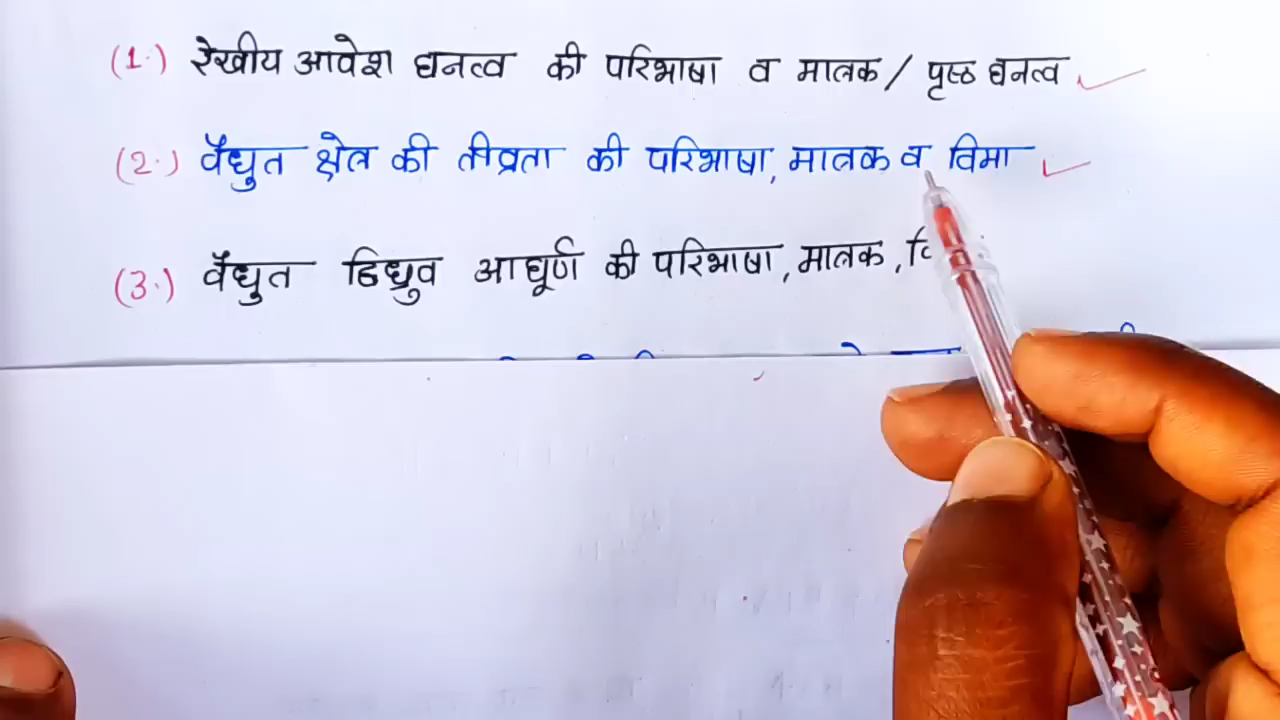 (1.) रेखीय आवेश घनत्व की परिभाषा व मात्रक / पृष्ठ घनत्व
(2.) वैद्युत क्षेत्र की तीव्रता की परिभाषा, मात्रक व विमा
(3.) वैद्युत द्विध्रुव आघूर्ण की परिभाषा, मात्रक,